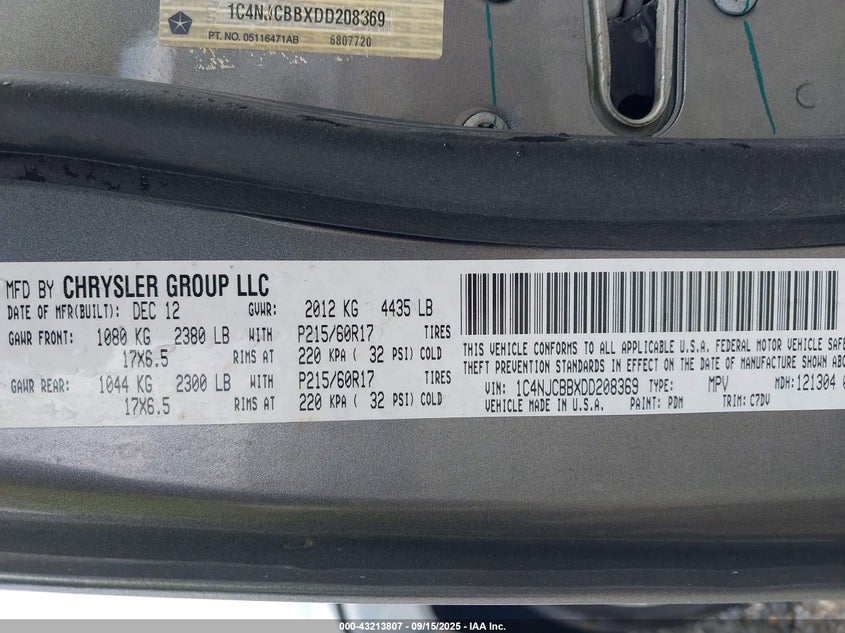 1C4NJCBBXDD208369
PT. NO. 05116471AB 6807720
MFD BY CHRYSLER GROUP LLC
DATE OF MFR(BUILT): DEC 12 GVWR: 2012 KG 4435 LB
GAWR FRONT: 1080 KG 2380 LB WITH P215/60R17 TIRES
17X6.5 RIMS AT 220 KPA ( 32 PSI) COLD
GAWR REAR: 1044 KG 2300 LB WITH P215/60R17 TIRES
17X6.5 RIMS AT 220 KPA ( 32 PSI) COLD
THIS VEHICLE CONFORMS TO ALL APPLICABLE U.S.A. FEDERAL MOTOR VEHICLE SAFE
THEFT PREVENTION STANDARDS IN EFFECT ON THE DATE OF MANUFACTURE SHOWN ABO
VIN: 1C4NJCBBXDD208369 TYPE: MPV MDH: 121304
VEHICLE MADE IN U.S.A. PAINT: PDM TRIM: C7DV
000-43213807 - 09/15/2025 - IAA Inc.